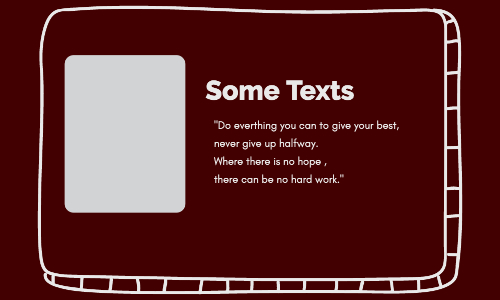 Some Texts
"Do everthing you can to give your best,
never give up halfway.
Where there is no hope ,
there can be no hard work."